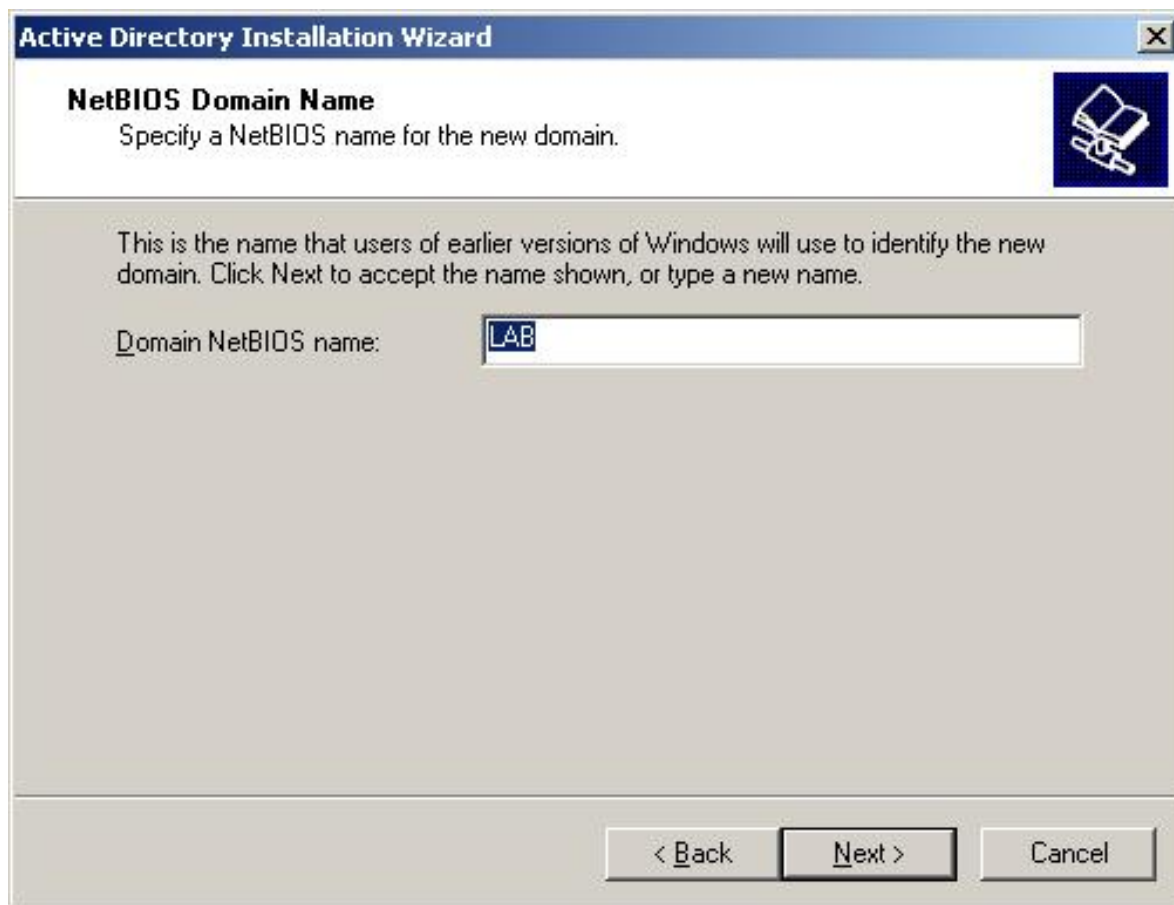 Active Directory Installation Wizard
NetBIOS Domain Name
Specify a NetBIOS name for the new domain.
This is the name that users of earlier versions of Windows will use to identify the new
domain. Click Next to accept the name shown, or type a new name.
Domain NetBIOS name: LAB
< Back Next > Cancel